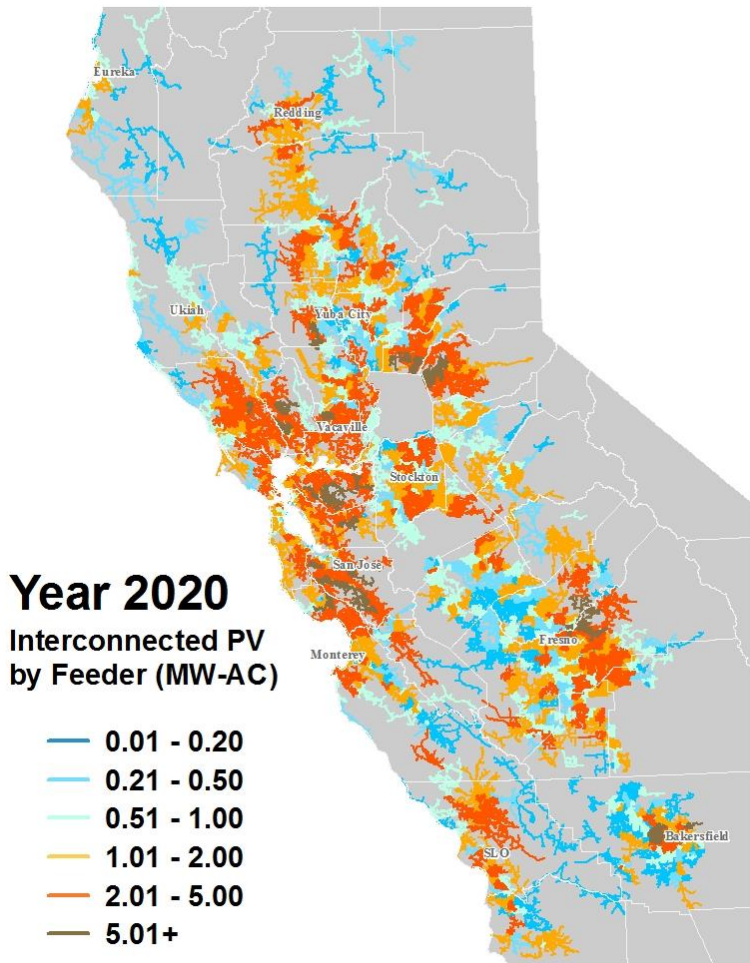 Eureka
Redding
Ukiah
Yuba City
Vacaville
Stockton
San Jose
Monterey
Fresno
SLO
Bakersfield
Year 2020
Interconnected PV
by Feeder (MW-AC)
0.01 - 0.20
0.21 - 0.50
0.51 - 1.00
1.01 - 2.00
2.01 - 5.00
5.01+